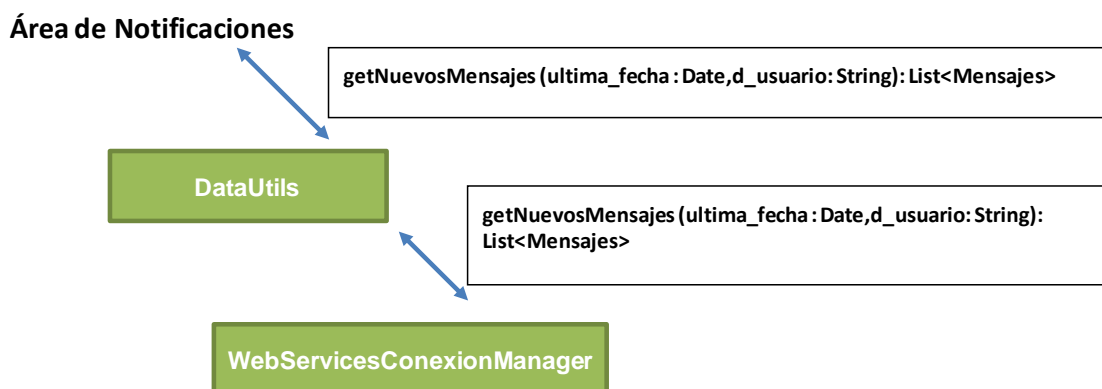 Área de Notificaciones
getNuevosMensajes (ultima_fecha : Date,d_usuario: String): List<Mensajes>
DataUtils
getNuevosMensajes (ultima_fecha : Date,d_usuario: String):
List<Mensajes>
WebServicesConexionManager